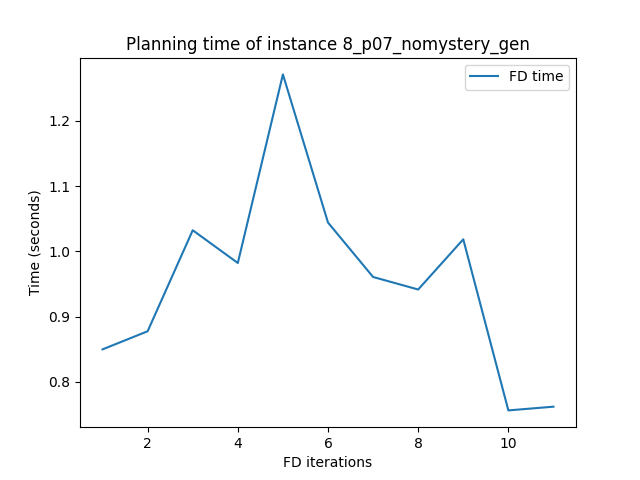 Planning time of instance 8_p07_nomystery_gen
FD time
1.2
1.1
1.0
0.9
0.8
Time (seconds)
2 4 6 8 10
FD iterations